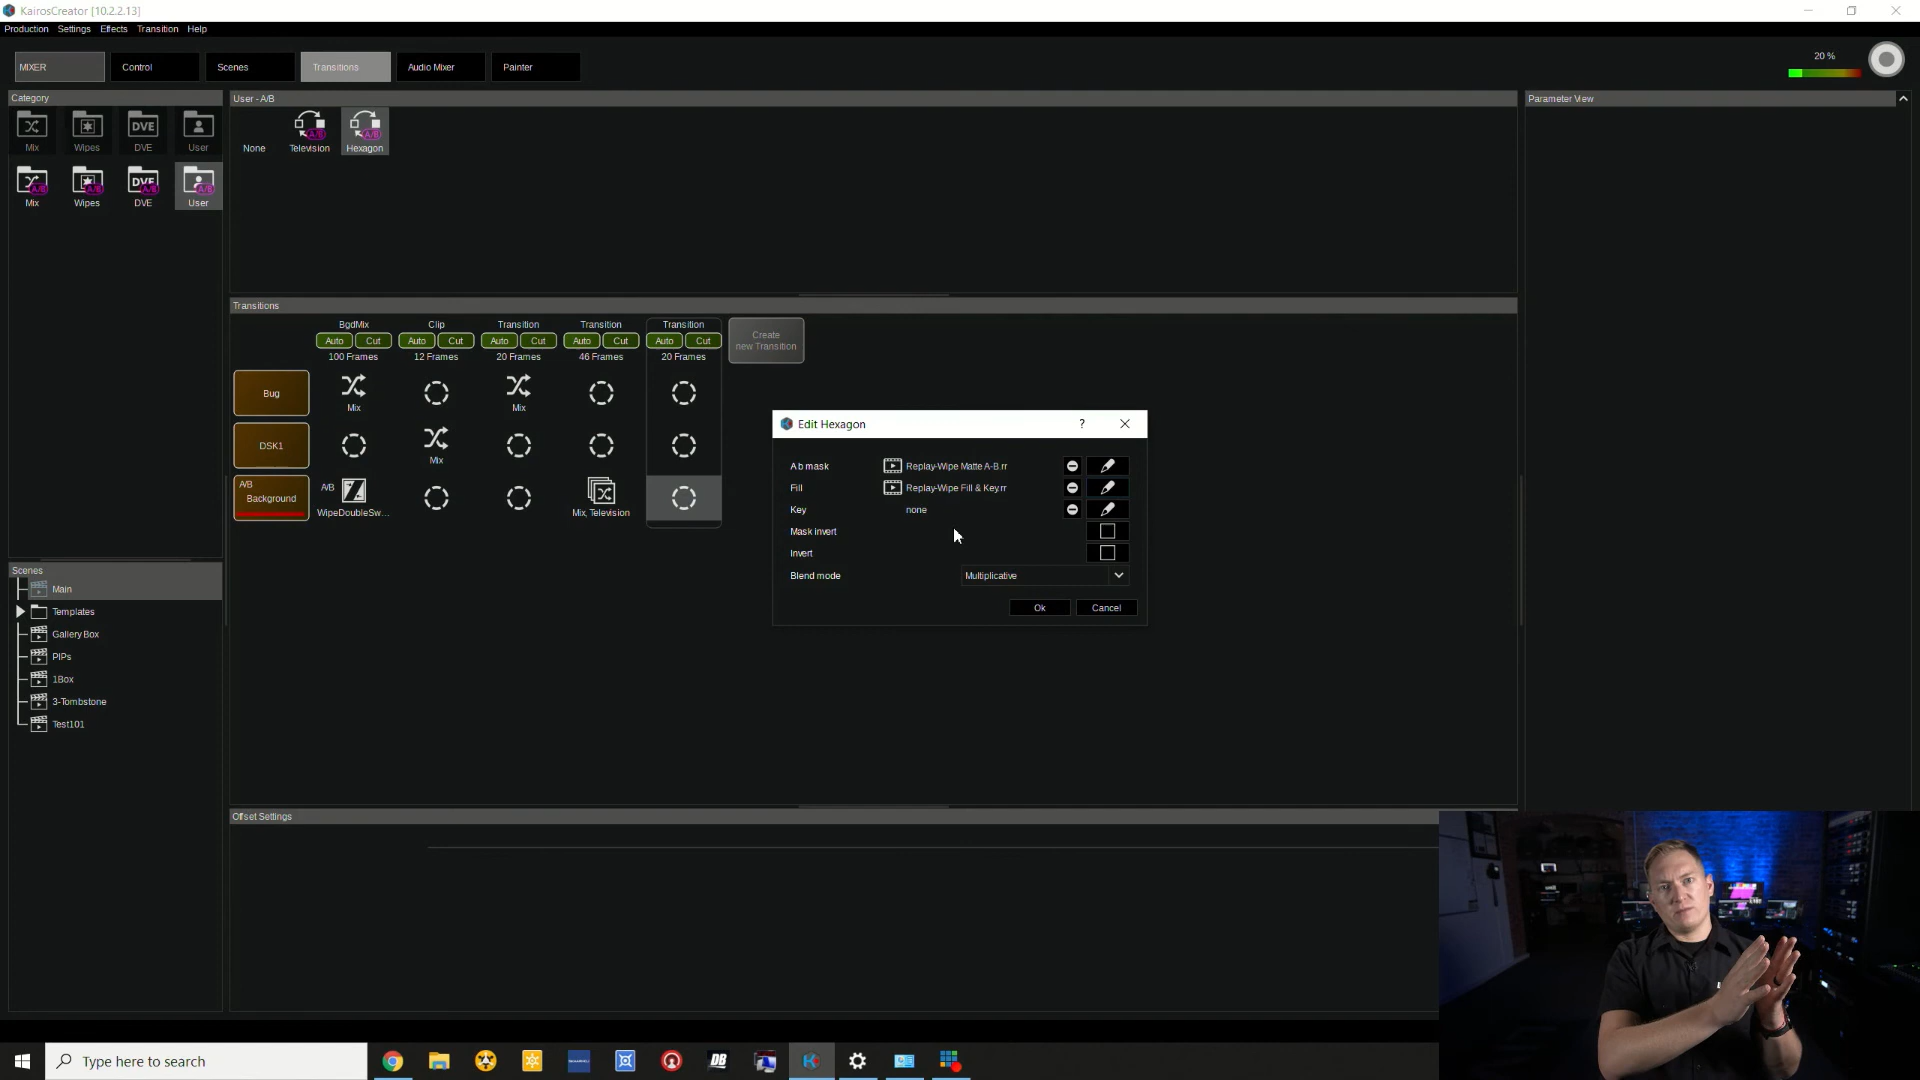 KairosCreator [10.2.2.13]
Production Settings Effects Transition Help
MIXER Control Scenes Transitions Audio Mixer Painter
20 %
Category
Mix Wipes DVE User
Mix Wipes DVE User
User - A/B
None Television Hexagon
Parameter View
Transitions
BgdMix Clip Transition Transition Transition
Auto Cut Auto Cut Auto Cut Auto Cut Auto Cut
100 Frames 12 Frames 20 Frames 46 Frames 20 Frames
Create
new Transition
Bug
Mix Mix
DSK1
Mix
A/B
Background
A/B
WipeDoubleSw...
Mix, Television
Edit Hexagon
?
A b mask Replay-Wipe Matte A-B.rr
Fill Replay-Wipe Fill & Key.rr
Key none
Mask invert
Invert
Blend mode Multiplicative
Ok Cancel
Scenes
Main
Templates
Gallery Box
PIPs
1Box
3-Tombstone
Test101
Offset Settings
Type here to search
DB